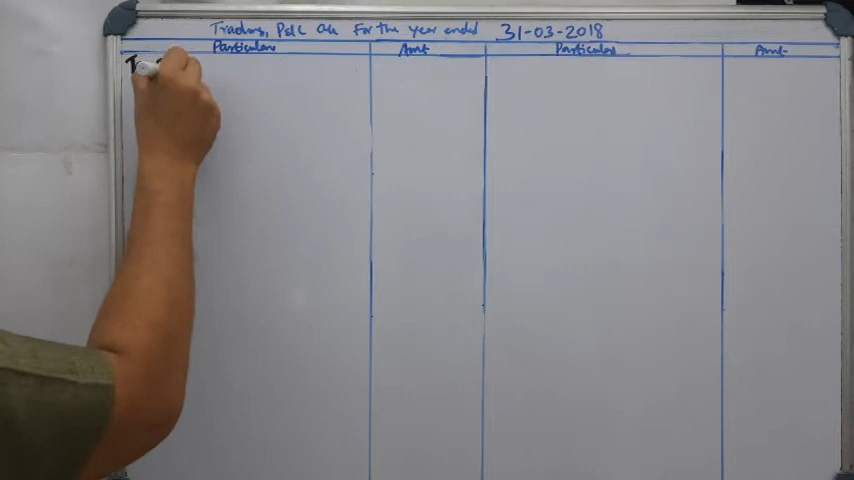 Trading, P&L a/c For the year ended 31-03-2018
Particulars Amt Particulars Amt